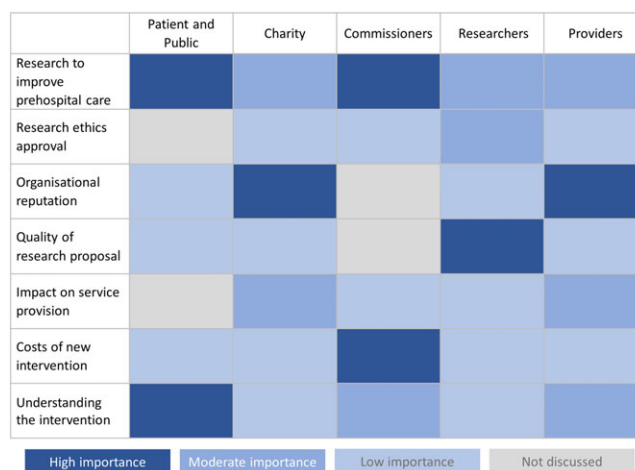 Patient and
Public
Charity
Commissioners
Researchers
Providers
Research to
improve
prehospital care
Research ethics
approval
Organisational
reputation
Quality of
research proposal
Impact on service
provision
Costs of new
intervention
Understanding
the intervention
High importance
Moderate importance
Low importance
Not discussed